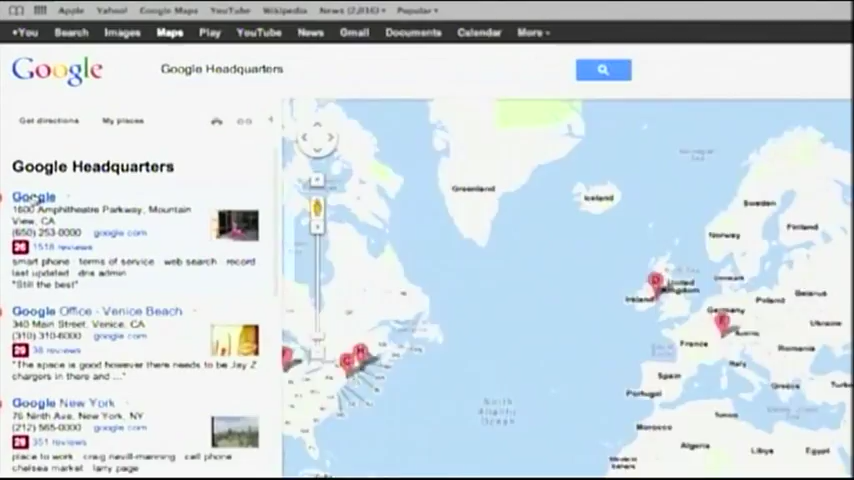 Apple Yahoo! Google Maps YouTube Wikipedia News Popular
+You Search Images Maps Play YouTube News Gmail Documents Calendar More
Google
Google Headquarters
Get directions My places
Google Headquarters
Google
1600 Amphitheatre Parkway, Mountain
View, CA
(650) 253-0000 google.com
26 1518 reviews
smart phone terms of service web search record
last updated dns admin
"Still the best"
Google Office - Venice Beach
340 Main Street, Venice, CA
(310) 310-6000 google.com
reviews
"The space is good however there needs to be Jay Z
chargers in there and ..."
Google New York
76 Ninth Ave, New York, NY
(212) 565-0000 google.com
351 reviews
place to work craig nevill-manning cell phone
chelsea market larry page
Greenland
Iceland
Sweden
Norway
Finland
United
Kingdom
Ireland
Denmark
Germany
Poland
Belarus
Ukraine
France
Austria
Romania
Italy
Spain
Portugal
Greece
North
Atlantic
Ocean
Morocco
Tunisia
Algeria
Libya
Egypt
Western
Sahara
C
H
D